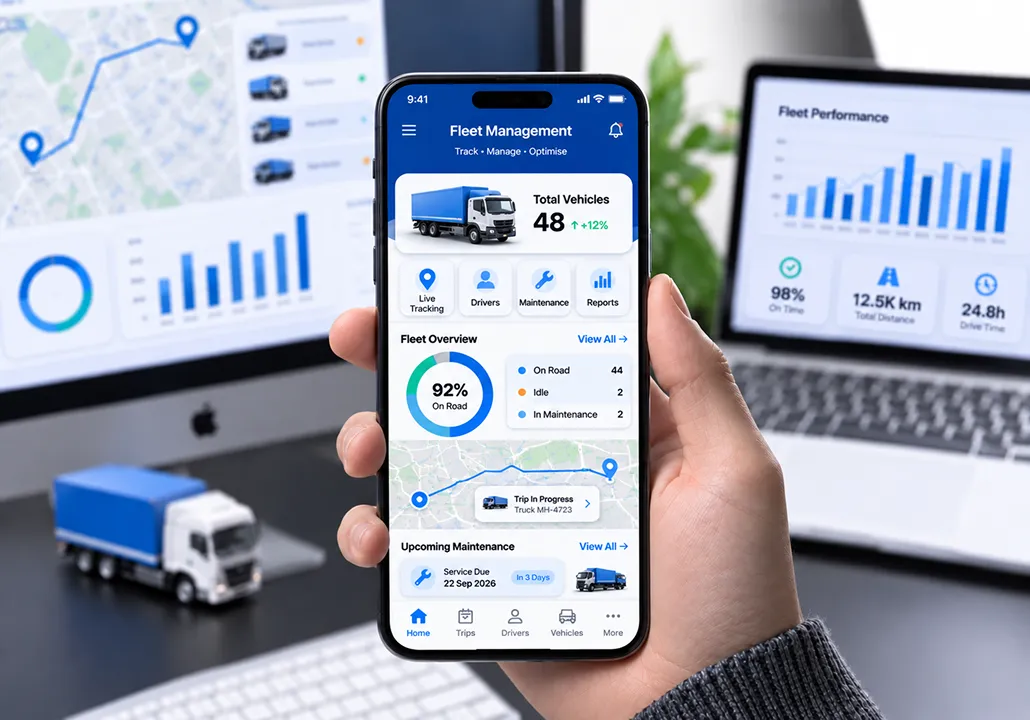 9:41
Fleet Management
Track • Manage • Optimise
Total Vehicles
48 ↑ +12%
Live Tracking
Drivers
Maintenance
Reports
Fleet Overview
View All →
92%
On Road
On Road 44
Idle 2
In Maintenance 2
Trip In Progress
Truck MH-4723
Upcoming Maintenance
View All →
Service Due
22 Sep 2026
In 3 Days
Home
Trips
Drivers
Vehicles
More
Fleet Performance
98%
On Time
12.5K km
Total Distance
24.8h
Drive Time